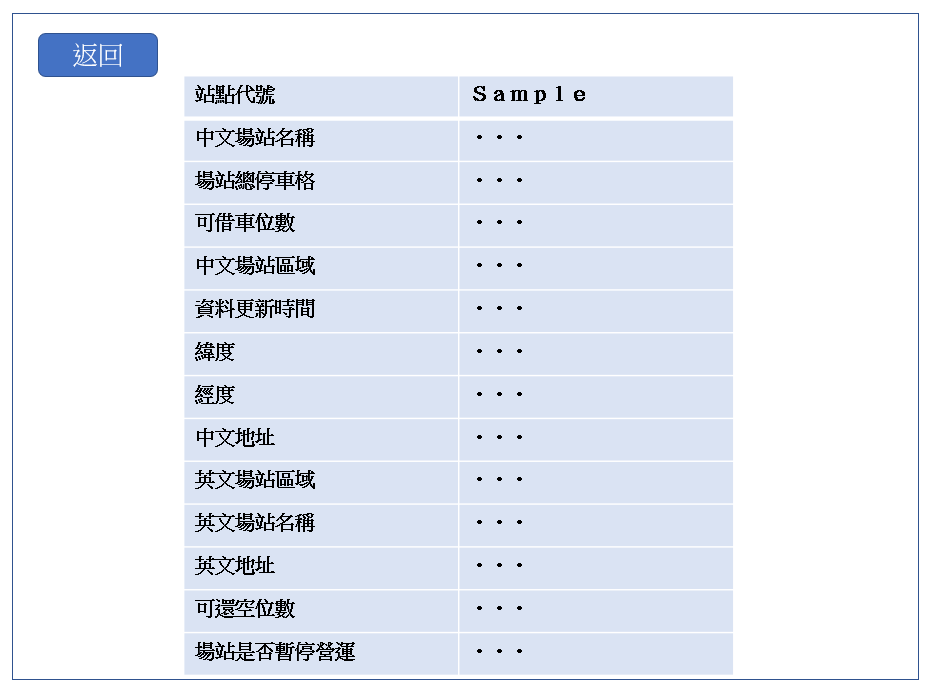 返回
站點代號 Ｓａｍｐｌｅ
中文場站名稱 ・・・
場站總停車格 ・・・
可借車位數 ・・・
中文場站區域 ・・・
資料更新時間 ・・・
緯度 ・・・
經度 ・・・
中文地址 ・・・
英文場站區域 ・・・
英文場站名稱 ・・・
英文地址 ・・・
可還空位數 ・・・
場站是否暫停營運 ・・・